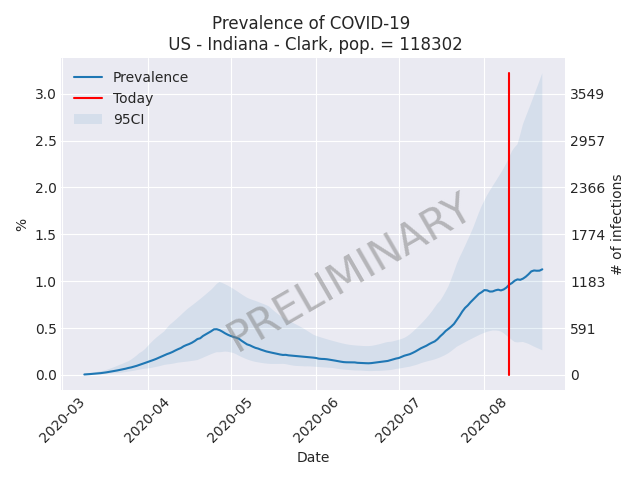 Prevalence of COVID-19
US - Indiana - Clark, pop. = 118302
Prevalence
Today
95CI
3.0
2.5
2.0
1.5
1.0
0.5
0.0
%
3549
2957
2366
1774
1183
591
0
# of infections
PRELIMINARY
2020-03
2020-04
2020-05
2020-06
2020-07
2020-08
Date